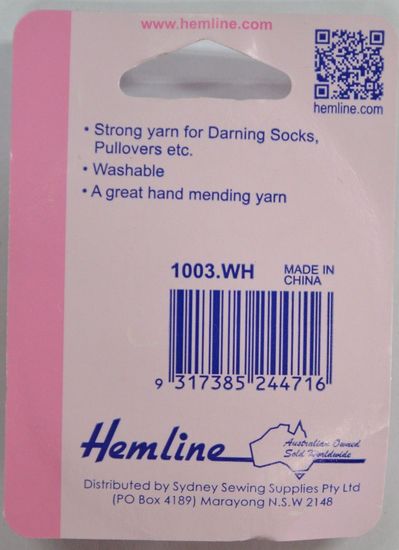 www.hemline.com
hemline.com
• Strong yarn for Darning Socks,
Pullovers etc.
• Washable
• A great hand mending yarn
1003.WH
MADE IN
CHINA
9 317385 244716
Hemline
Australian Owned
Sold Worldwide
Distributed by Sydney Sewing Supplies Pty Ltd
(PO Box 4189) Marayong N.S.W 2148